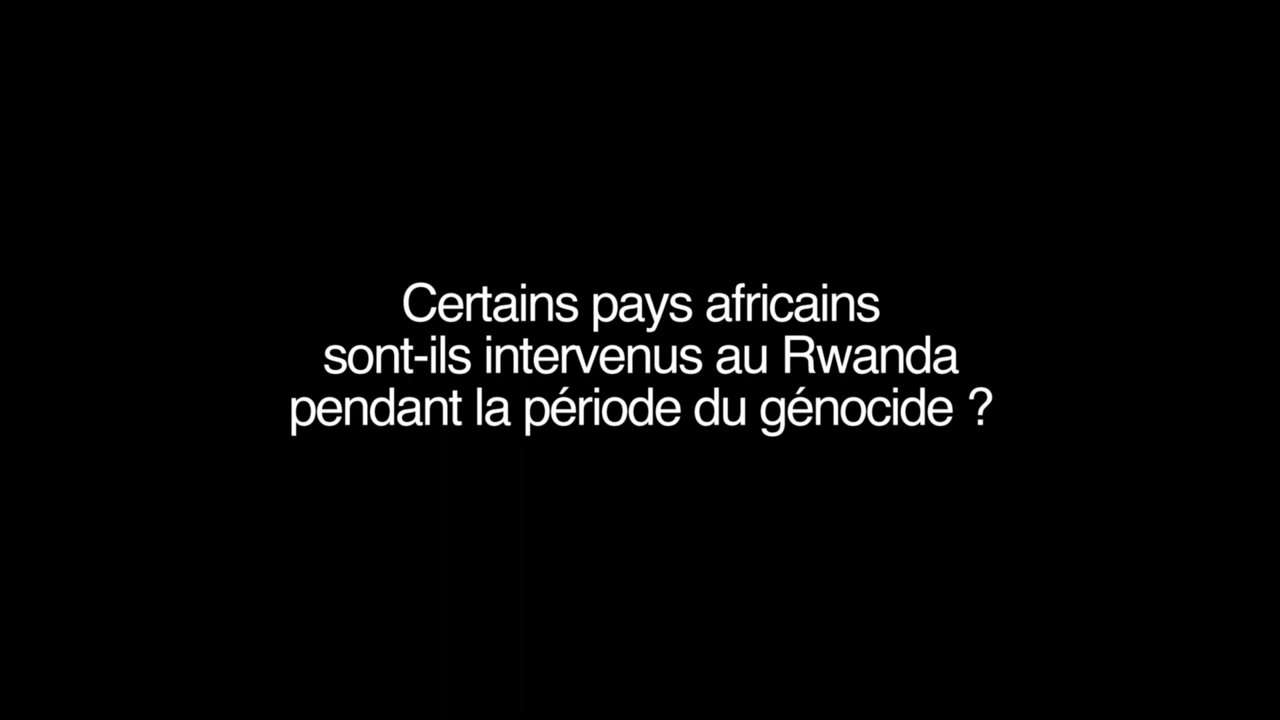 Certains pays africains
sont-ils intervenus au Rwanda
pendant la période du génocide ?